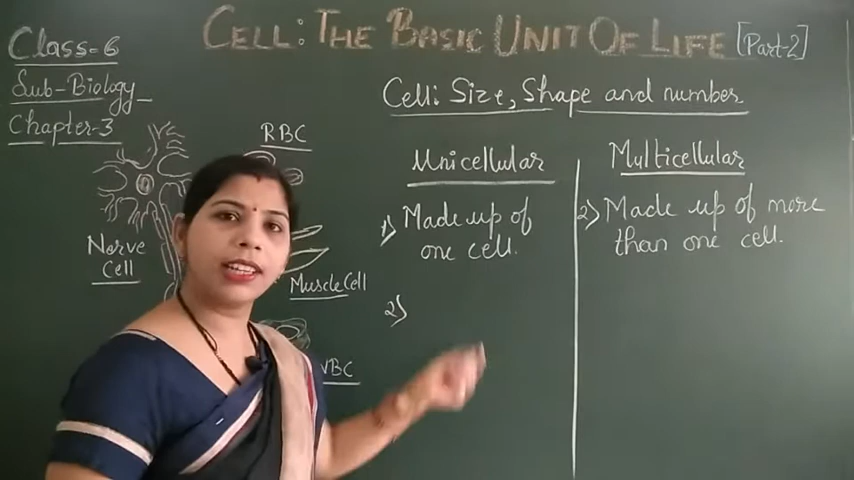 CELL: THE BASIC UNIT OF LIFE [Part-2]
Class-6
Sub-Biology
Chapter-3
Cell: Size, Shape and number
RBC
Nerve
Cell
Muscle Cell
WBC
Unicellular
1> Made up of
one cell.
2>
Multicellular
2> Made up of more
than one cell.